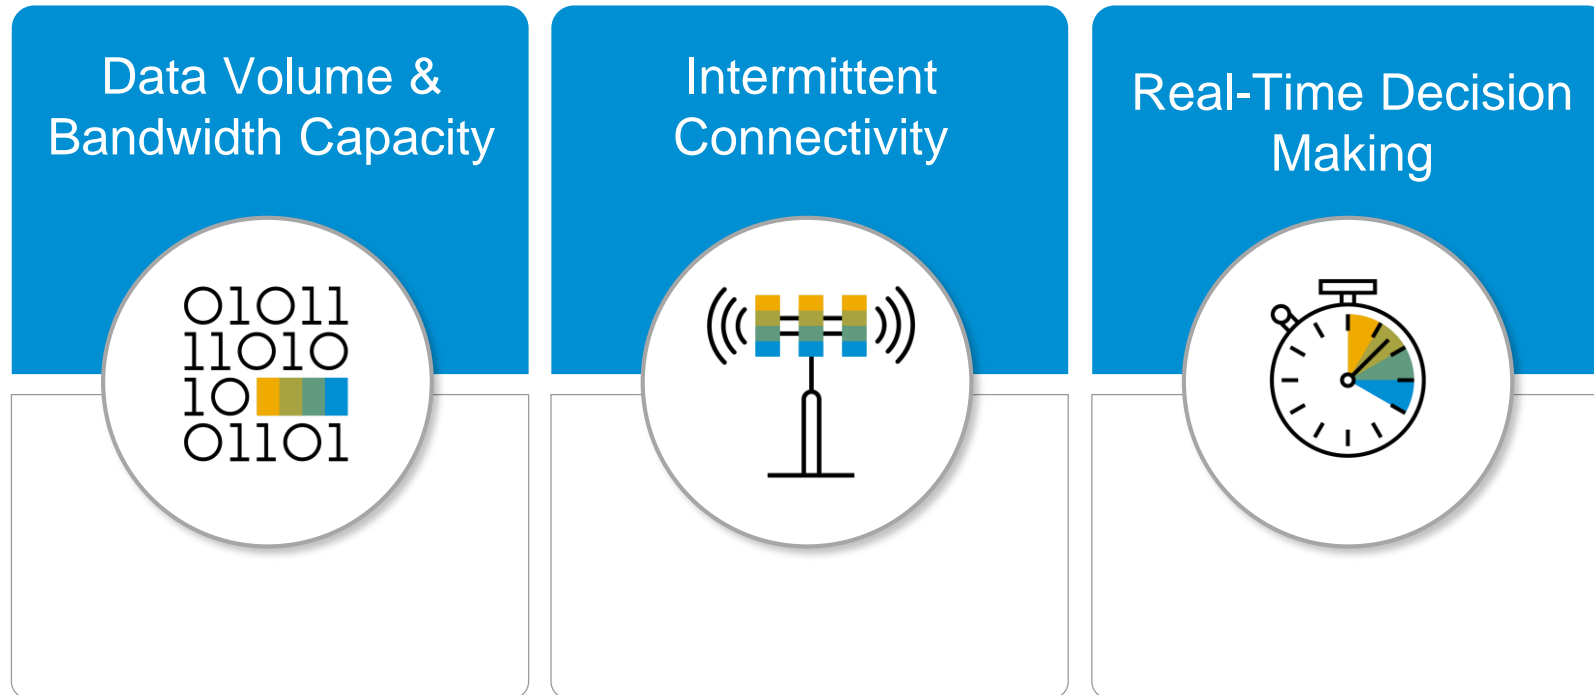 Data Volume &
Bandwidth Capacity
Intermittent
Connectivity
Real-Time Decision
Making
01011
11010
10
01101